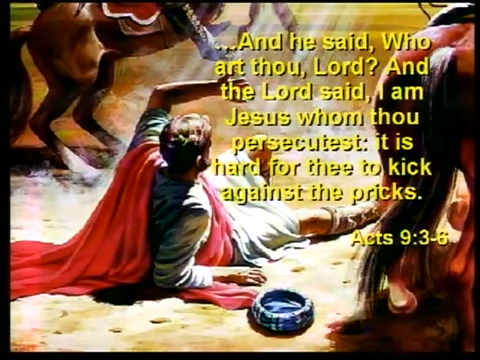 ...And he said, Who
art thou, Lord? And
the Lord said, I am
Jesus whom thou
persecutest: it is
hard for thee to kick
against the pricks.
Acts 9:3-6